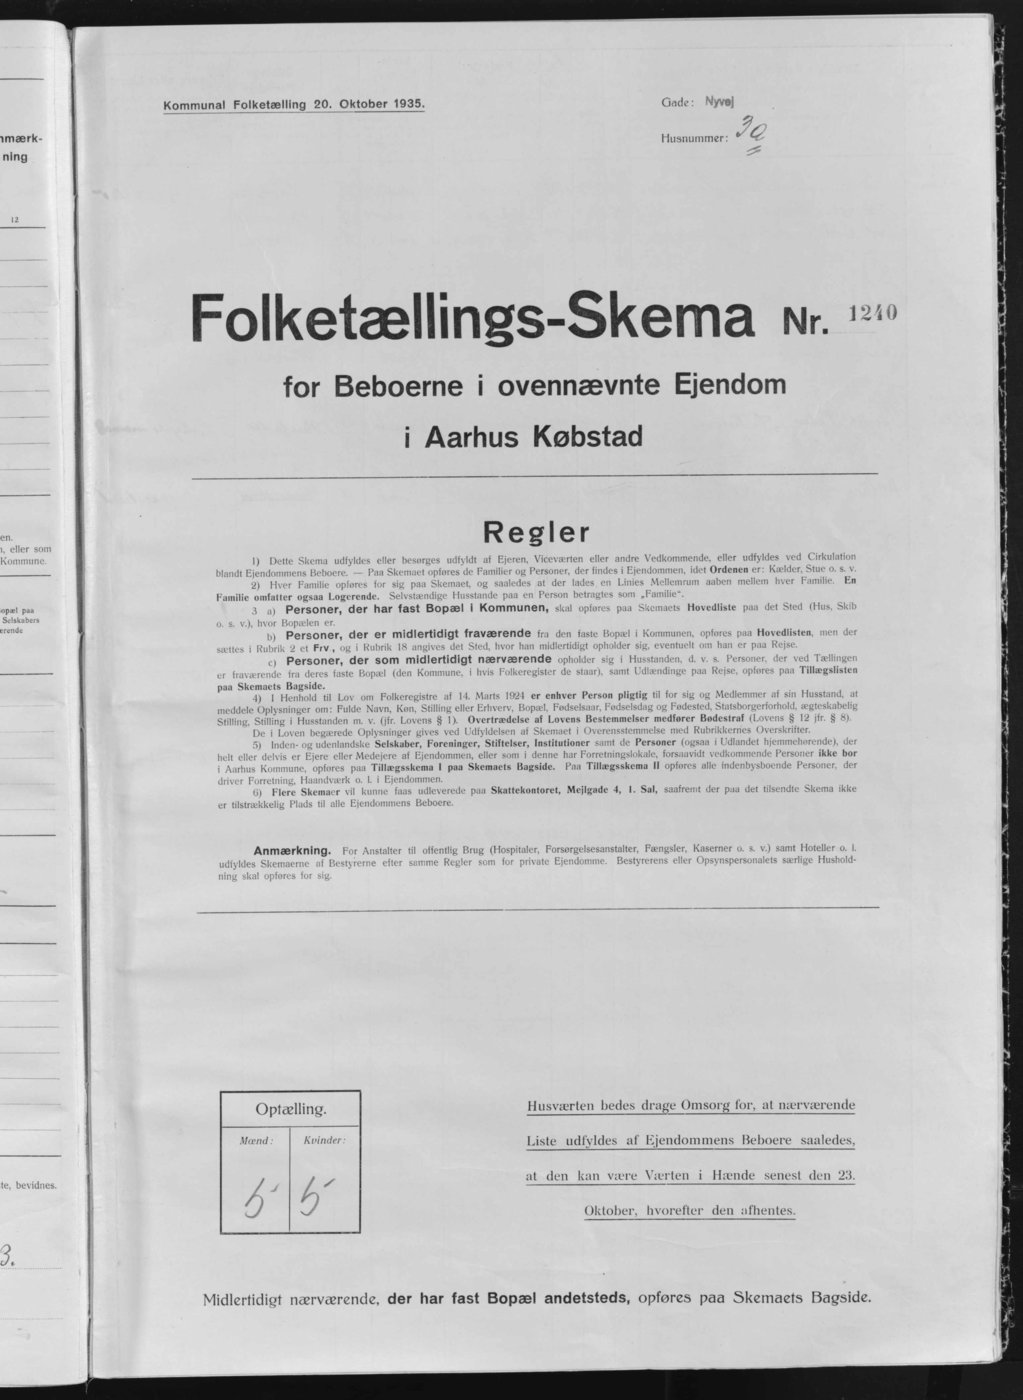 nmærk-
ning
12
en.
, eller som
Kommune.
opæl paa
Selskabers
ærende
te, bevidnes.
3.
Kommunal Folketælling 20. Oktober 1935.
Gade: Nyvej
Husnummer: 3a
Folketællings-Skema Nr. 1240
for Beboerne i ovennævnte Ejendom
i Aarhus Købstad
Regler
1) Dette Skema udfyldes eller besørges udfyldt af Ejeren, Viceværten eller andre Vedkommende, eller udfyldes ved Cirkulation
blandt Ejendommens Beboere. — Paa Skemaet opføres de Familier og Personer, der findes i Ejendommen, idet Ordenen er: Kælder, Stue o. s. v.
2) Hver Familie opføres for sig paa Skemaet, og saaledes at der lades en Linies Mellemrum aaben mellem hver Familie. En
Familie omfatter ogsaa Logerende. Selvstændige Husstande paa en Person betragtes som „Familie“.
3 a) Personer, der har fast Bopæl i Kommunen, skal opføres paa Skemaets Hovedliste paa det Sted (Hus, Skib
o. s. v.), hvor Bopælen er.
b) Personer, der er midlertidigt fraværende fra den faste Bopæl i Kommunen, opføres paa Hovedlisten, men der
sættes i Rubrik 2 et Frv., og i Rubrik 18 angives det Sted, hvor han midlertidigt opholder sig, eventuelt om han er paa Rejse.
c) Personer, der som midlertidigt nærværende opholder sig i Husstanden, d. v. s. Personer, der ved Tællingen
er fraværende fra deres faste Bopæl (den Kommune, i hvis Folkeregister de staar), samt Udlændinge paa Rejse, opføres paa Tillægslisten
paa Skemaets Bagside.
4) I Henhold til Lov om Folkeregistre af 14. Marts 1924 er enhver Person pligtig til for sig og Medlemmer af sin Husstand, at
meddele Oplysninger om: Fulde Navn, Køn, Stilling eller Erhverv, Bopæl, Fødselsaar, Fødselsdag og Fødested, Statsborgerforhold, ægteskabelig
Stilling, Stilling i Husstanden m. v. (jfr. Lovens § 1). Overtrædelse af Lovens Bestemmelser medfører Bødestraf (Lovens § 12 jfr. § 8).
De i Loven begærede Oplysninger gives ved Udfyldelsen af Skemaet i Overensstemmelse med Rubrikkernes Overskrifter.
5) Inden- og udenlandske Selskaber, Foreninger, Stiftelser, Institutioner samt de Personer (ogsaa i Udlandet hjemmehørende), der
helt eller delvis er Ejere eller Medejere af Ejendommen, eller som i denne har Forretningslokale, forsaavidt vedkommende Personer ikke bor
i Aarhus Kommune, opføres paa Tillægsskema I paa Skemaets Bagside. Paa Tillægsskema II opføres alle indenbysboende Personer, der
driver Forretning, Haandværk o. l. i Ejendommen.
6) Flere Skemaer vil kunne faas udleverede paa Skattekontoret, Mejlgade 4, 1. Sal, saafremt der paa det tilsendte Skema ikke
er tilstrækkelig Plads til alle Ejendommens Beboere.
Anmærkning. For Anstalter til offentlig Brug (Hospitaler, Forsørgelsesanstalter, Fængsler, Kaserner o. s. v.) samt Hoteller o. l.
udfyldes Skemaerne af Bestyrerne efter samme Regler som for private Ejendomme. Bestyrerens eller Opsynspersonalets særlige Hushold-
ning skal opføres for sig.
Optælling.
Mænd: Kvinder:
5 5
Husværten bedes drage Omsorg for, at nærværende
Liste udfyldes af Ejendommens Beboere saaledes,
at den kan være Værten i Hænde senest den 23.
Oktober, hvorefter den afhentes.
Midlertidigt nærværende, der har fast Bopæl andetsteds, opføres paa Skemaets Bagside.